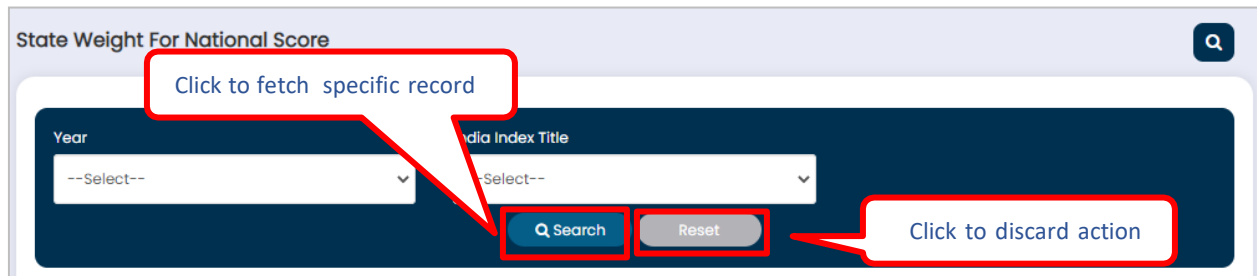 State Weight For National Score
Click to fetch specific record
Year
ndia Index Title
--Select--
-Select--
Search
Reset
Click to discard action